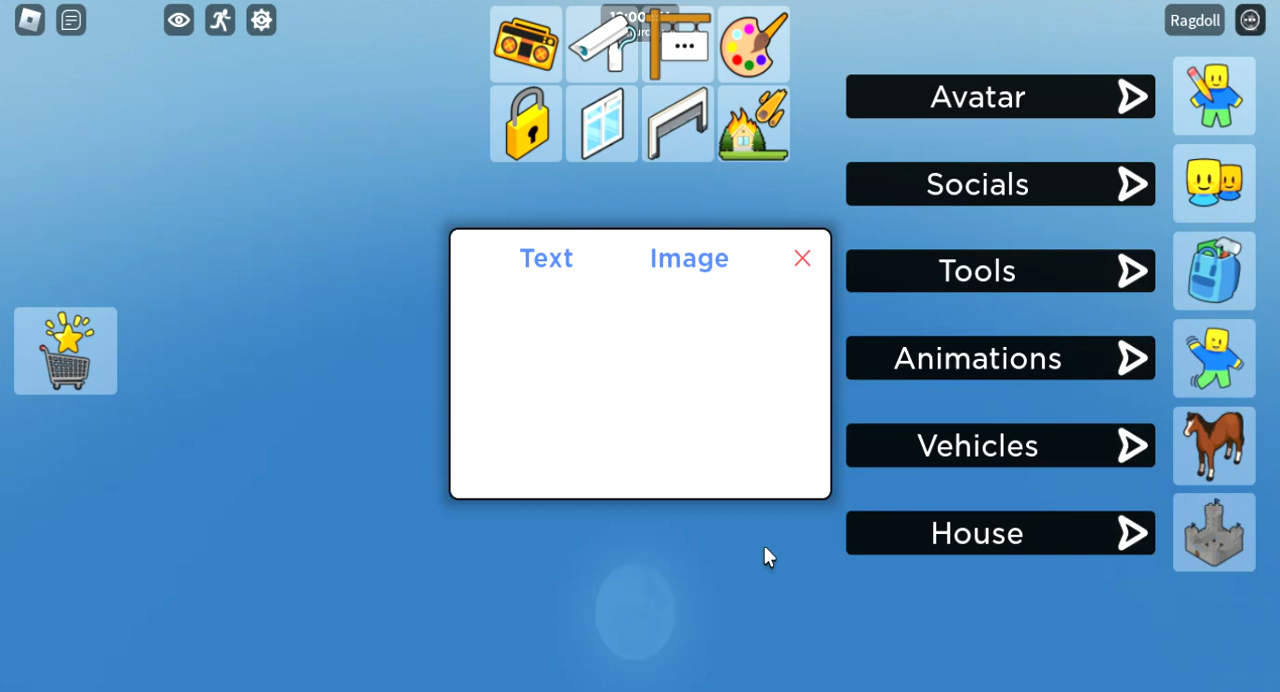 Ragdoll
Avatar
Socials
Tools
Animations
Vehicles
House
Text Image